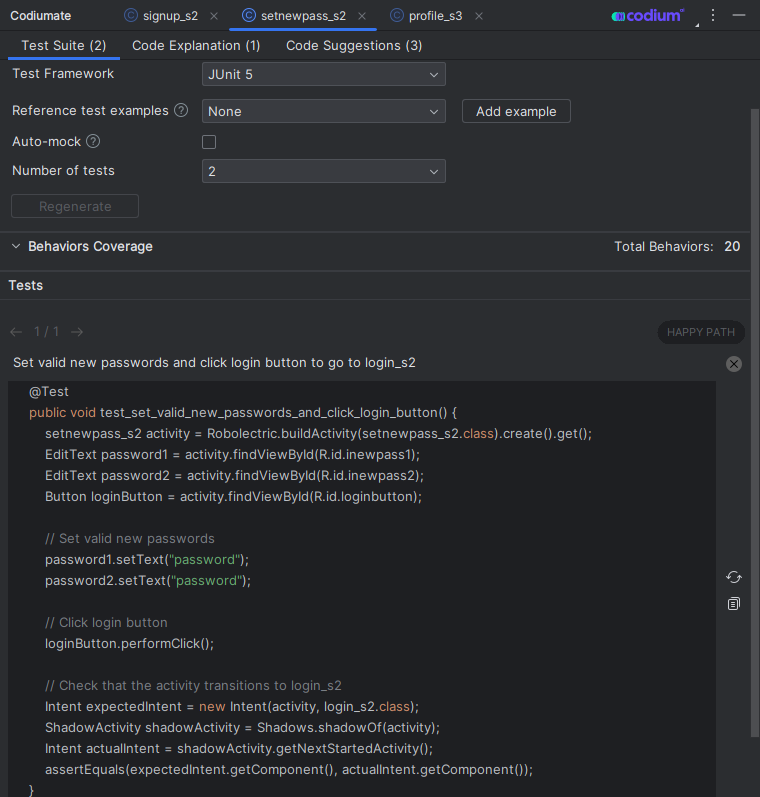 Codiumate
signup_s2
setnewpass_s2
profile_s3
codium
Test Suite (2)
Code Explanation (1)
Code Suggestions (3)
Test Framework
JUnit 5
Reference test examples ?
None
Add example
Auto-mock ?
Number of tests
2
Regenerate
Behaviors Coverage
Total Behaviors: 20
Tests
1 / 1
HAPPY PATH
Set valid new passwords and click login button to go to login_s2
@Test
public void test_set_valid_new_passwords_and_click_login_button() {
setnewpass_s2 activity = Robolectric.buildActivity(setnewpass_s2.class).create().get();
EditText password1 = activity.findViewById(R.id.inewpass1);
EditText password2 = activity.findViewById(R.id.inewpass2);
Button loginButton = activity.findViewById(R.id.loginbutton);
// Set valid new passwords
password1.setText("password");
password2.setText("password");
// Click login button
loginButton.performClick();
// Check that the activity transitions to login_s2
Intent expectedIntent = new Intent(activity, login_s2.class);
ShadowActivity shadowActivity = Shadows.shadowOf(activity);
Intent actualIntent = shadowActivity.getNextStartedActivity();
assertEquals(expectedIntent.getComponent(), actualIntent.getComponent());
}